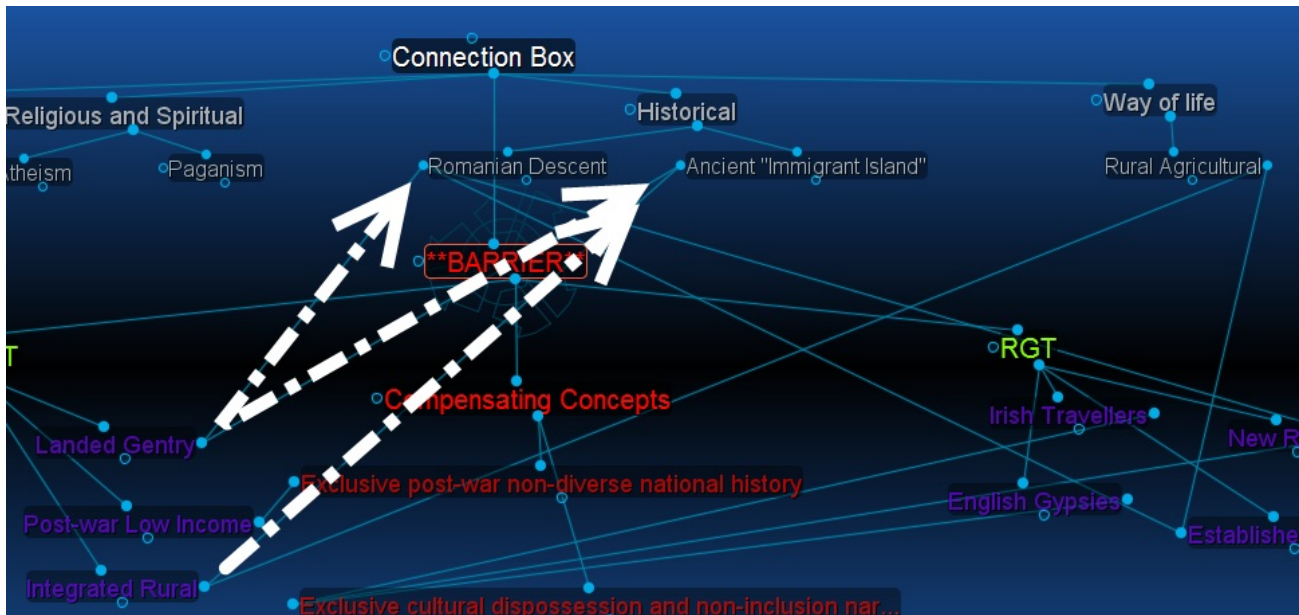 Connection Box
Religious and Spiritual
Historical
Way of life
Atheism
Paganism
Romanian Descent
Ancient "Immigrant Island"
Rural Agricultural
**BARRIER**
T
RGT
Compensating Concepts
Irish Travellers
Landed Gentry
New R
Exclusive post-war non-diverse national history
English Gypsies
Post-war Low Income
Establishe
Integrated Rural
Exclusive cultural dispossession and non-inclusion nar...